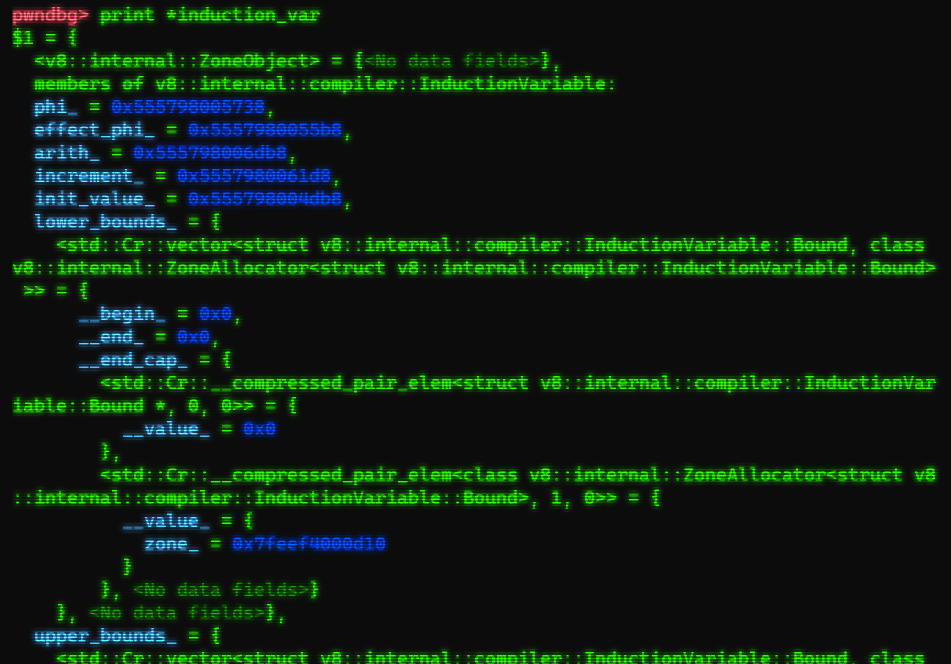 pwndbg> print *induction_var
$1 = {
  <v8::internal::ZoneObject> = {<No data fields>},
  members of v8::internal::compiler::InductionVariable:
  phi_ = 0x555798005738,
  effect_phi_ = 0x5557980055b8,
  arith_ = 0x555798006db8,
  increment_ = 0x5557980061d8,
  init_value_ = 0x555798004db8,
  lower_bounds_ = {
    <std::Cr::vector<struct v8::internal::compiler::InductionVariable::Bound, class
v8::internal::ZoneAllocator<struct v8::internal::compiler::InductionVariable::Bound>
 >> = {
      __begin_ = 0x0,
      __end_ = 0x0,
      __end_cap_ = {
        <std::Cr::__compressed_pair_elem<struct v8::internal::compiler::InductionVar
iable::Bound *, 0, 0>> = {
          __value_ = 0x0
        },
        <std::Cr::__compressed_pair_elem<class v8::internal::ZoneAllocator<struct v8
::internal::compiler::InductionVariable::Bound>, 1, 0>> = {
          __value_ = {
            zone_ = 0x7feef4000d10
          }
        }, <No data fields>}
    }, <No data fields>},
  upper_bounds_ = {
    <std::Cr::vector<struct v8::internal::compiler::InductionVariable::Bound, class